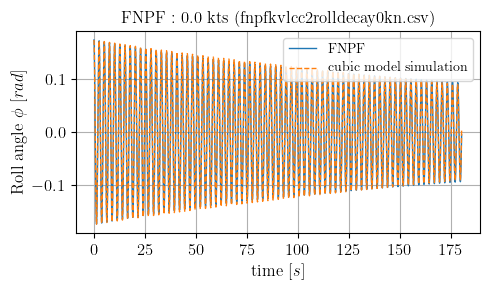 FNPF : 0.0 kts (fnpfkvlcc2rolldecay0kn.csv)
FNPF
cubic model simulation
0.1
0.0
−0.1
Roll angle ϕ [rad]
0 25 50 75 100 125 150 175
time [s]